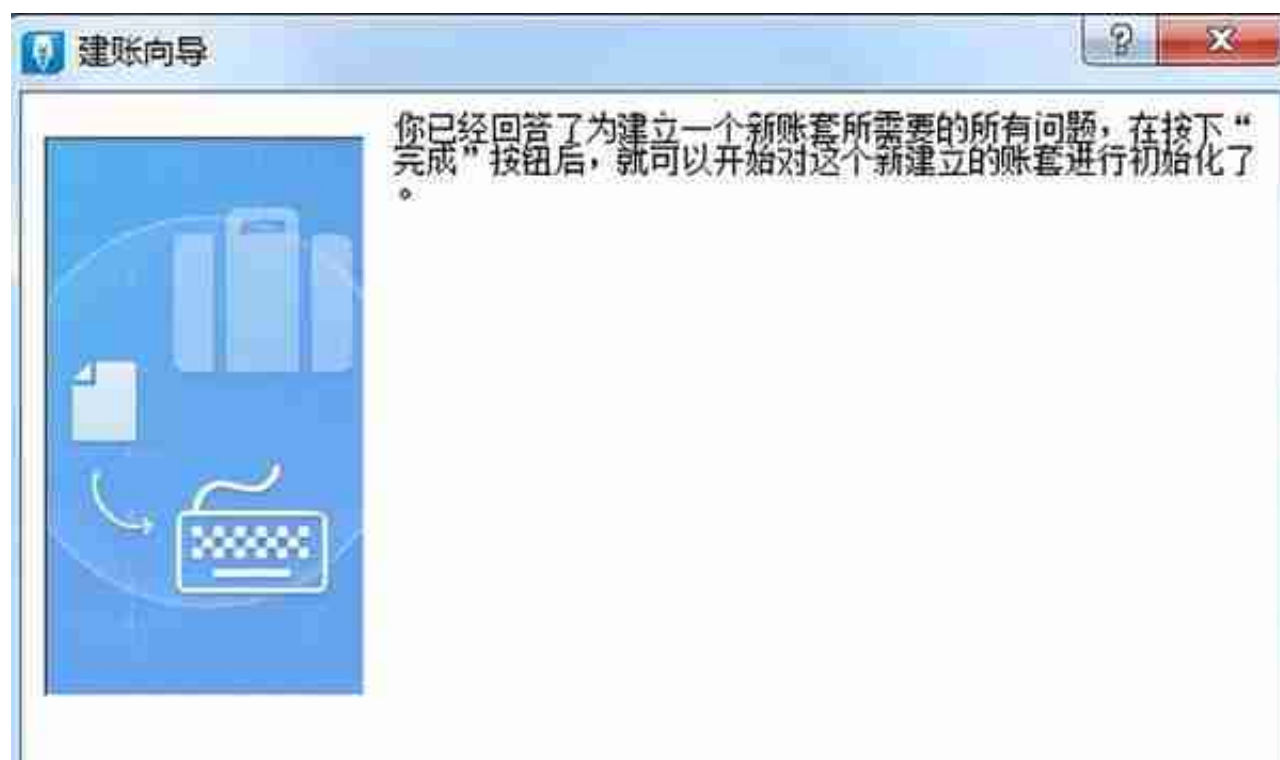 建账向导
你已经回答了为建立一个新账套所需要的所有问题，在按下“
完成”按钮后，就可以开始对这个新建立的账套进行初始化了
。